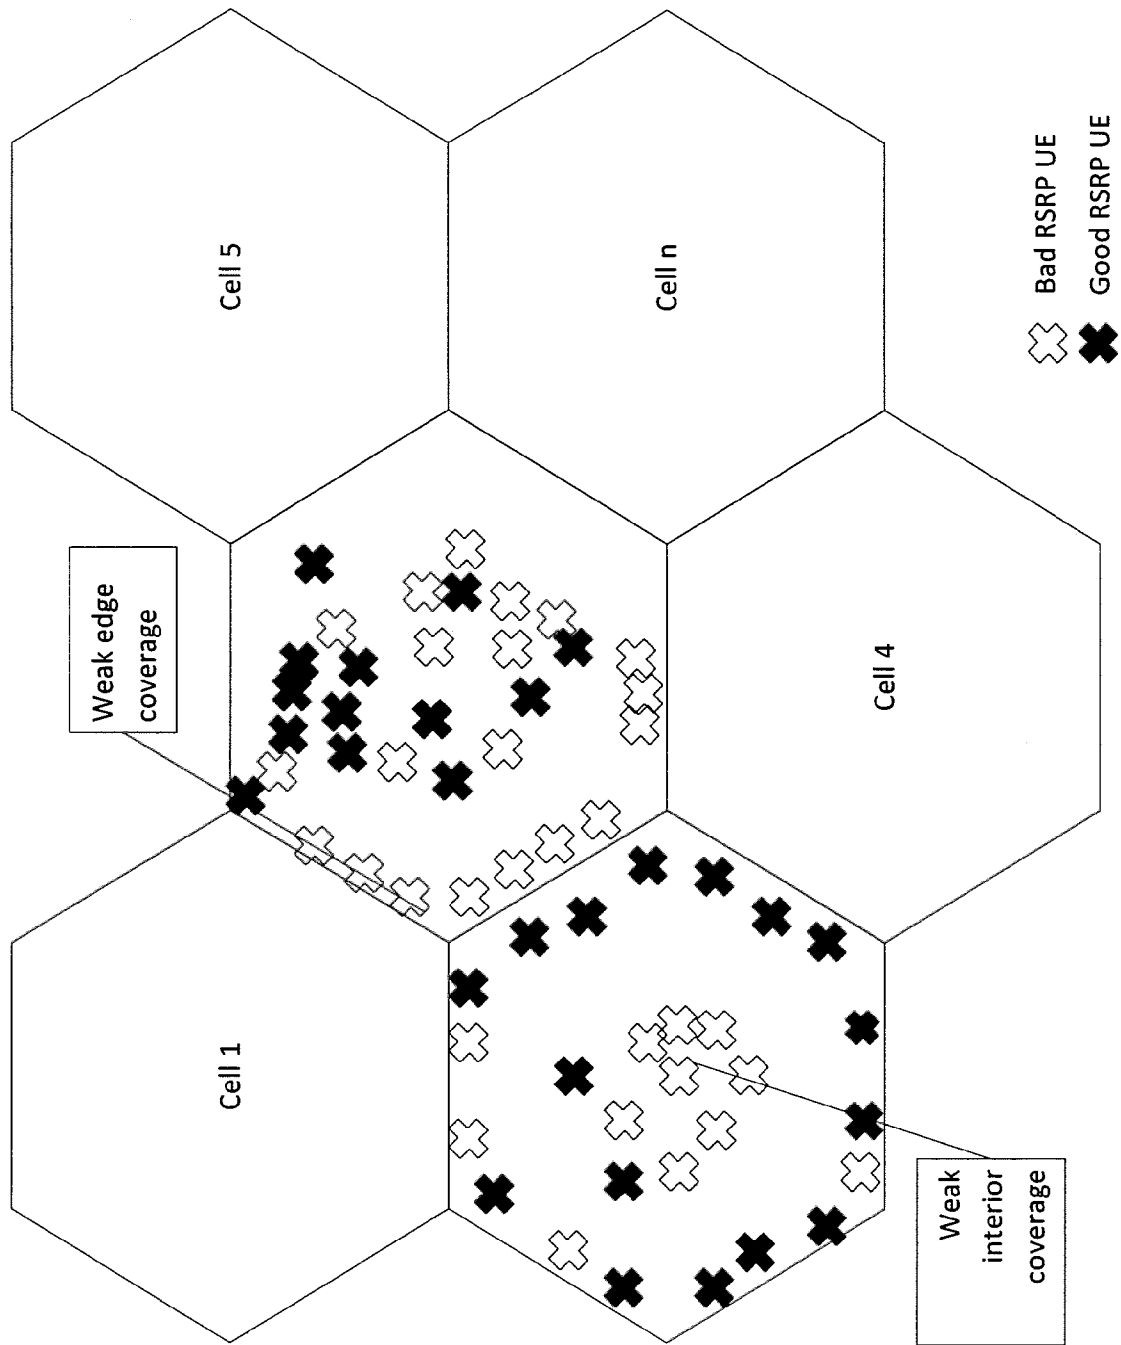 Weak edge
coverage
Cell 1
Cell 5
Cell n
Cell 4
Weak
interior
coverage
Bad RSRP UE
Good RSRP UE